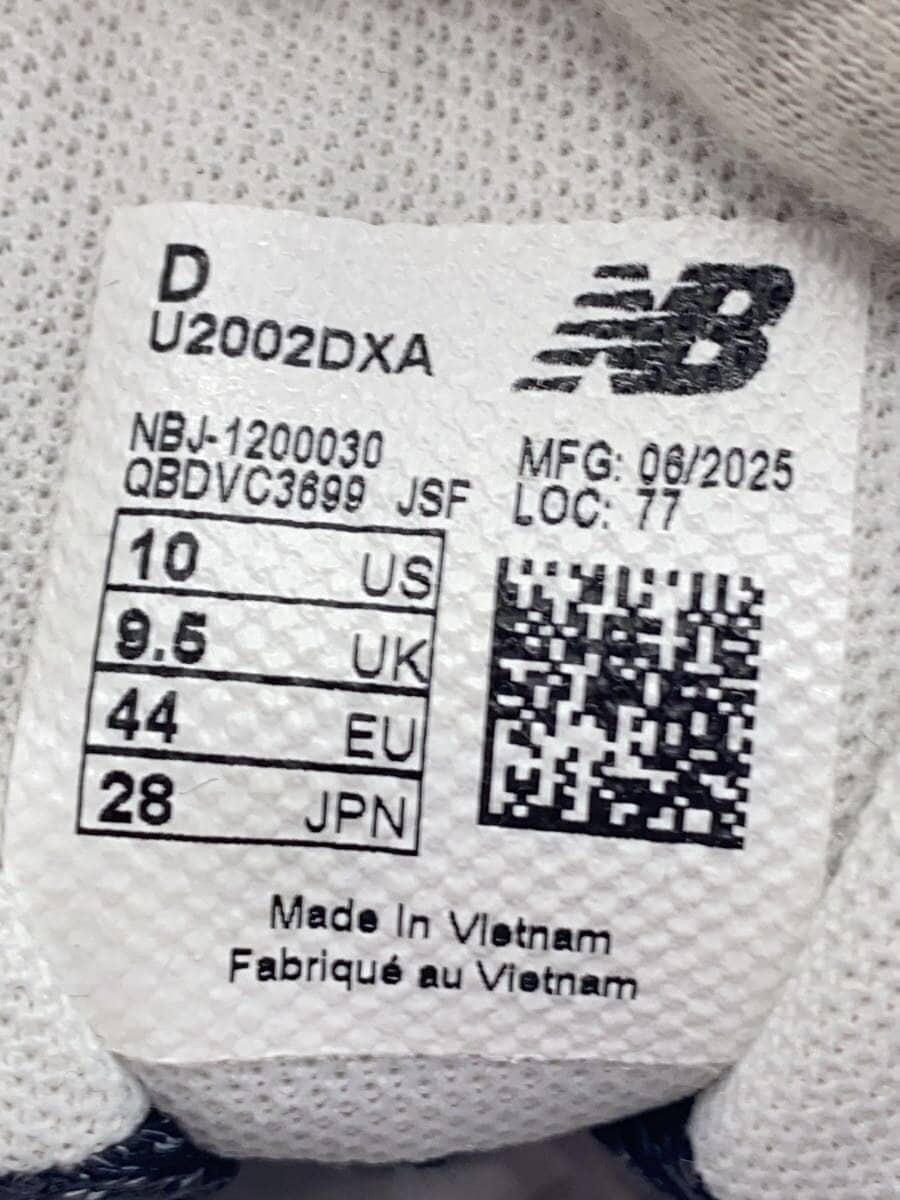 D
U2002DXA
NB
NBJ-1200030
QBDVC3699 JSF
MFG: 06/2025
LOC: 77
10 US
9.5 UK
44 EU
28 JPN
Made In Vietnam
Fabriqué au Vietnam